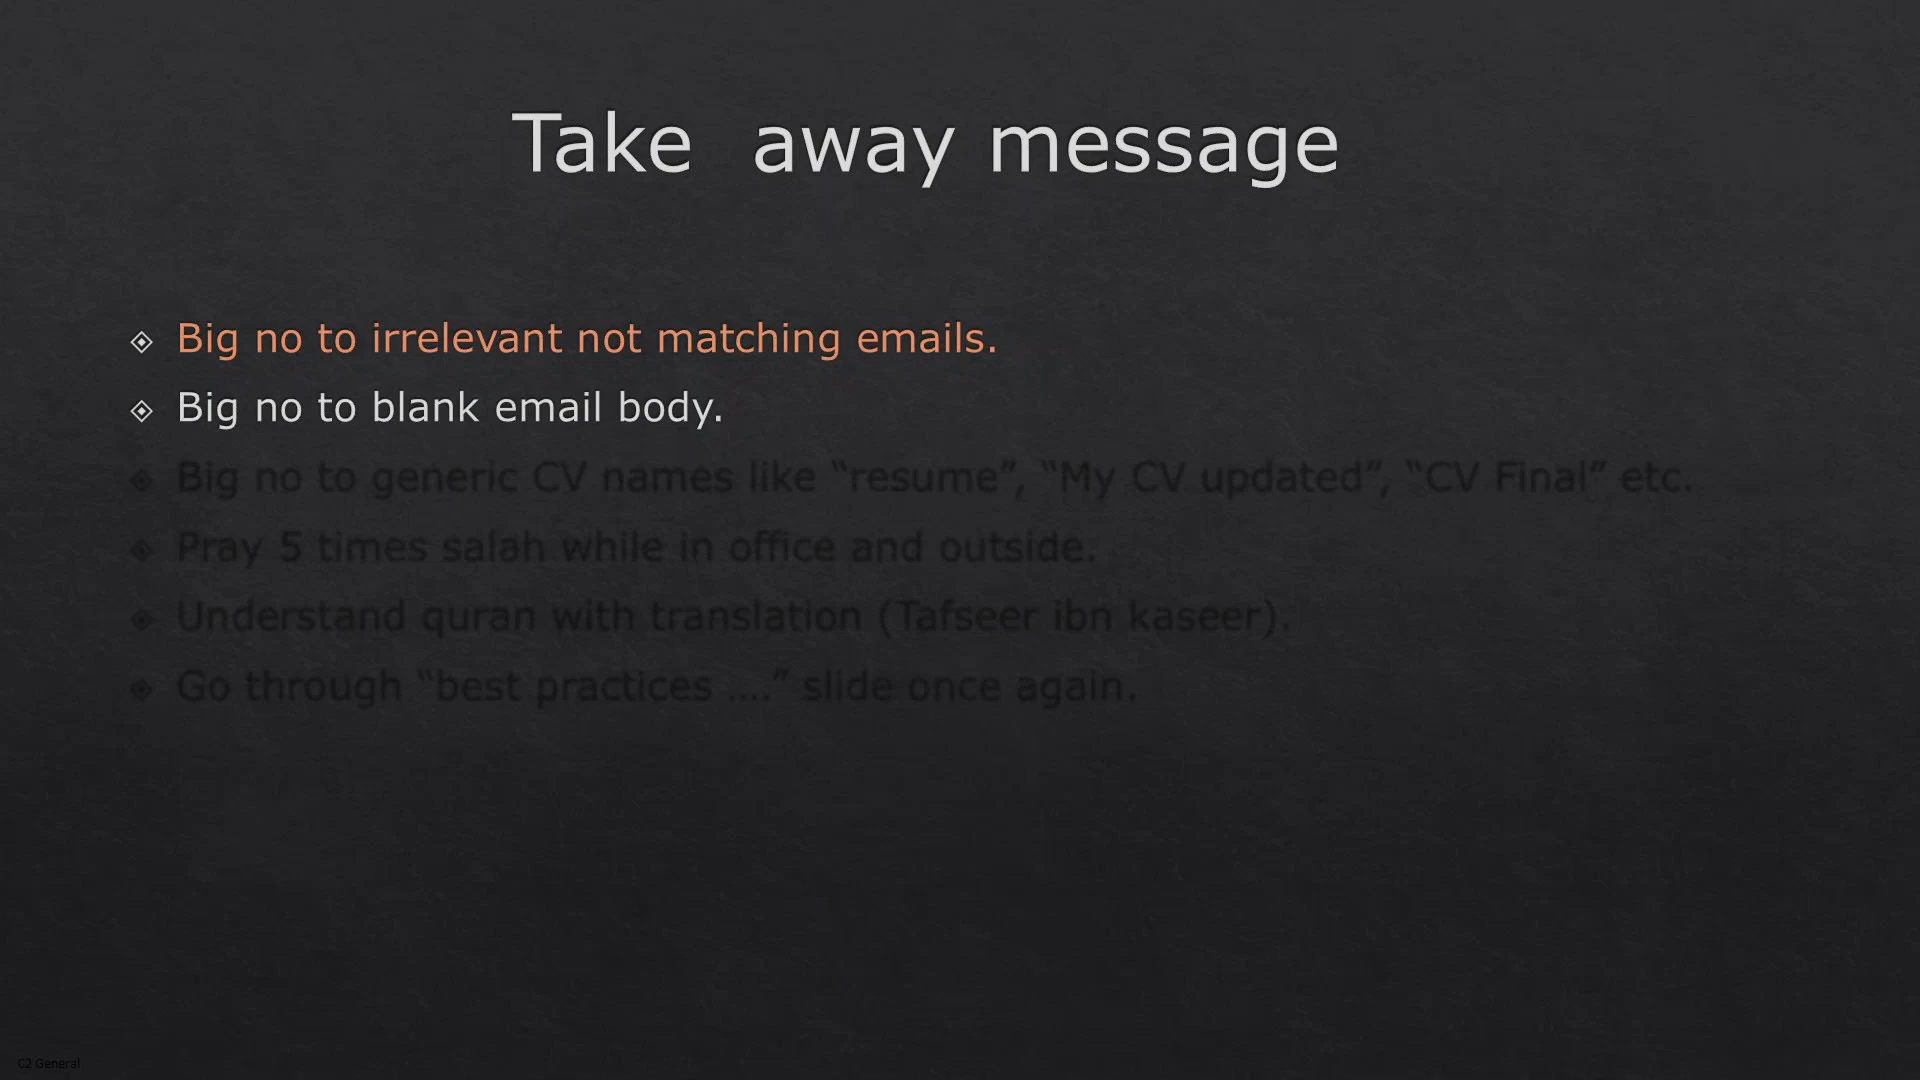 Take  away message
Big no to irrelevant not matching emails.
Big no to blank email body.
Big no to generic CV names like “resume”, “My CV updated”, “CV Final” etc.
Pray 5 times salah while in office and outside.
Understand quran with translation (Tafseer ibn kaseer).
Go through “best practices ....” slide once again.
C2 General